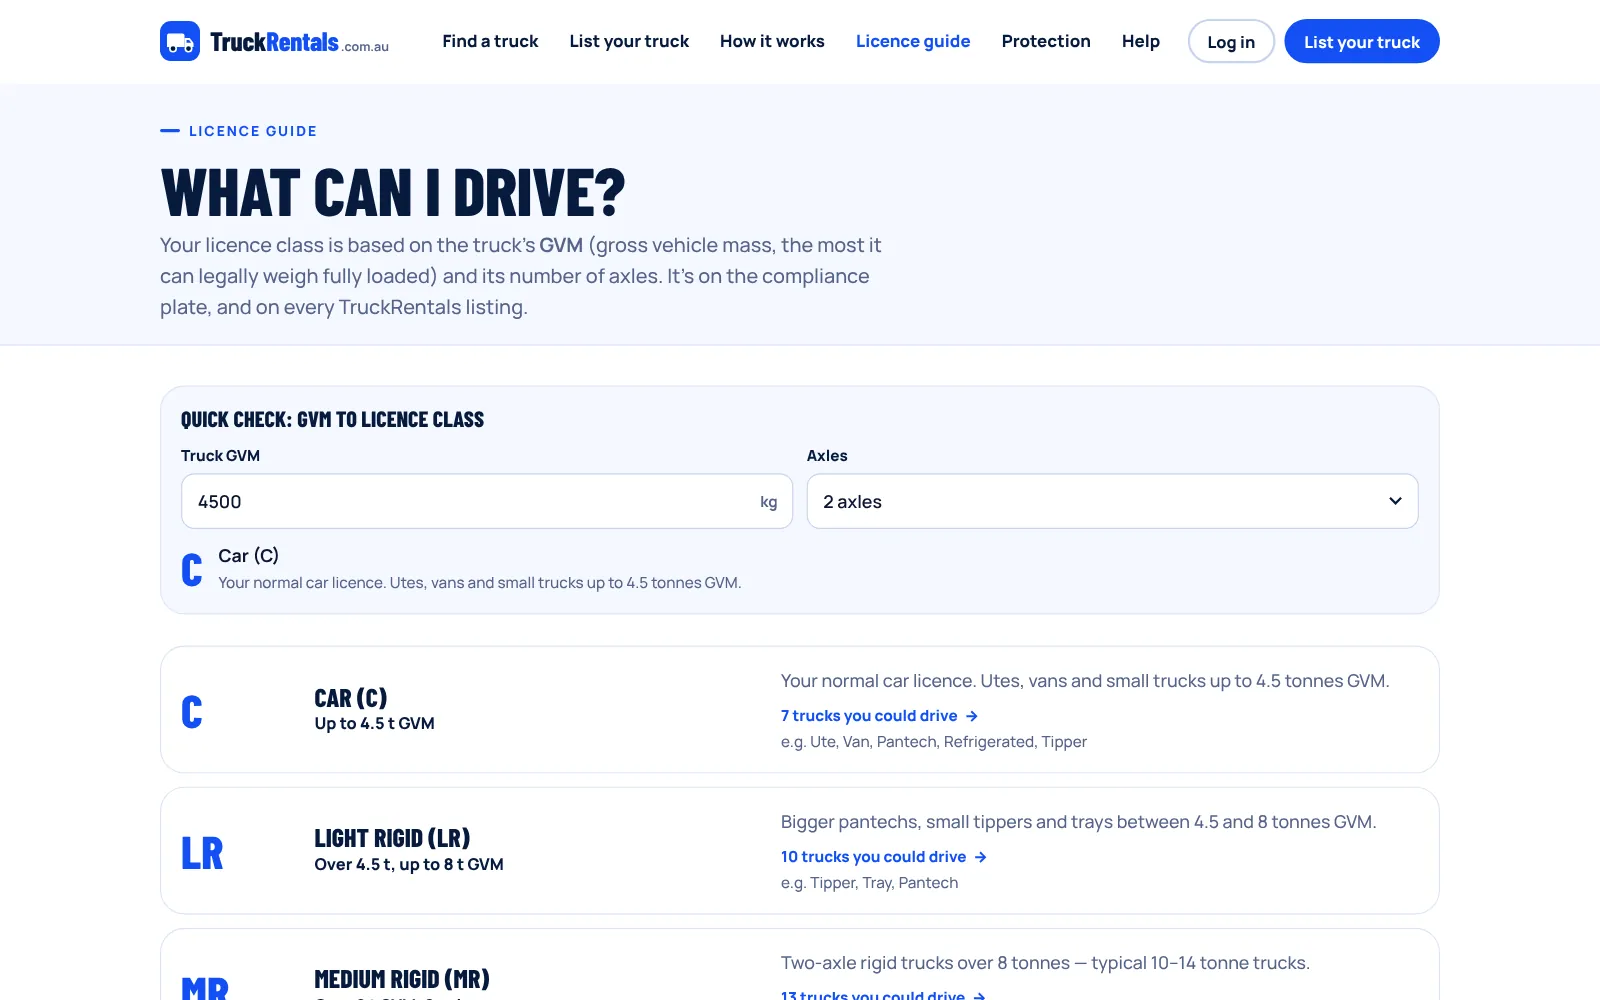 TruckRentals.com.au
Find a truck
List your truck
How it works
Licence guide
Protection
Help
Log in
List your truck
LICENCE GUIDE
WHAT CAN I DRIVE?
Your licence class is based on the truck's GVM (gross vehicle mass, the most it
can legally weigh fully loaded) and its number of axles. It's on the compliance
plate, and on every TruckRentals listing.
QUICK CHECK: GVM TO LICENCE CLASS
Truck GVM
Axles
4500 kg
2 axles
C
Car (C)
Your normal car licence. Utes, vans and small trucks up to 4.5 tonnes GVM.
C
CAR (C)
Up to 4.5 t GVM
Your normal car licence. Utes, vans and small trucks up to 4.5 tonnes GVM.
7 trucks you could drive →
e.g. Ute, Van, Pantech, Refrigerated, Tipper
LR
LIGHT RIGID (LR)
Over 4.5 t, up to 8 t GVM
Bigger pantechs, small tippers and trays between 4.5 and 8 tonnes GVM.
10 trucks you could drive →
e.g. Tipper, Tray, Pantech
MR
MEDIUM RIGID (MR)
Two-axle rigid trucks over 8 tonnes — typical 10–14 tonne trucks.
13 trucks you could drive →